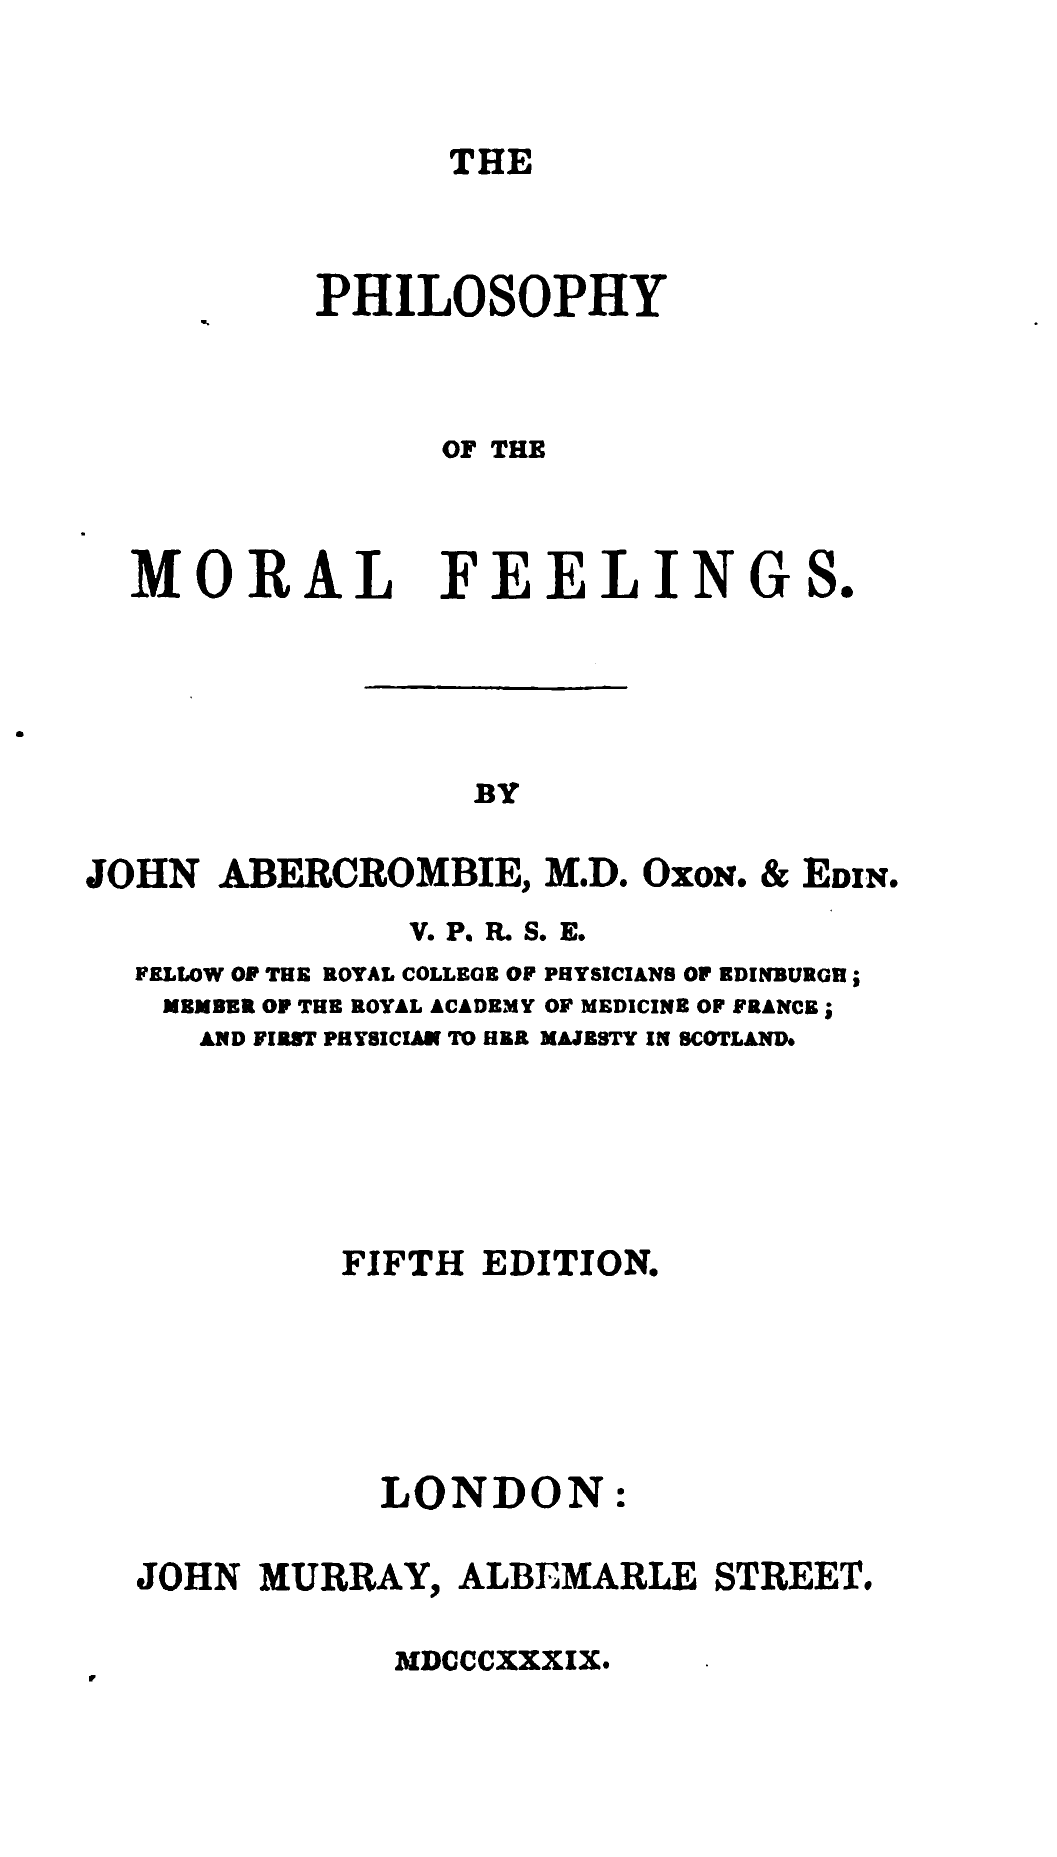 THE
PHILOSOPHY
OF THE
MORAL FEELINGS.
BY
JOHN ABERCROMBIE, M.D. OXON. & EDIN.
V. P. R. S. E.
FELLOW OF THE ROYAL COLLEGE OF PHYSICIANS OF EDINBURGH;
MEMBER OF THE ROYAL ACADEMY OF MEDICINE OF FRANCE;
AND FIRST PHYSICIAN TO HER MAJESTY IN SCOTLAND.
FIFTH EDITION.
LONDON:
JOHN MURRAY, ALBEMARLE STREET.
MDCCCXXXIX.